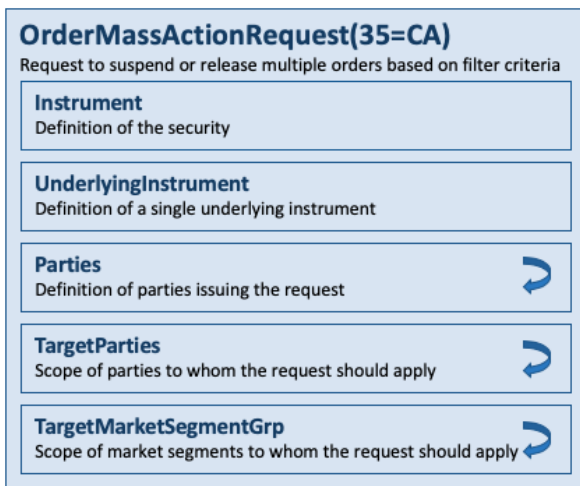 OrderMassActionRequest(35=CA)
Request to suspend or release multiple orders based on filter criteria
Instrument
Definition of the security
UnderlyingInstrument
Definition of a single underlying instrument
Parties
Definition of parties issuing the request
TargetParties
Scope of parties to whom the request should apply
TargetMarketSegmentGrp
Scope of market segments to whom the request should apply